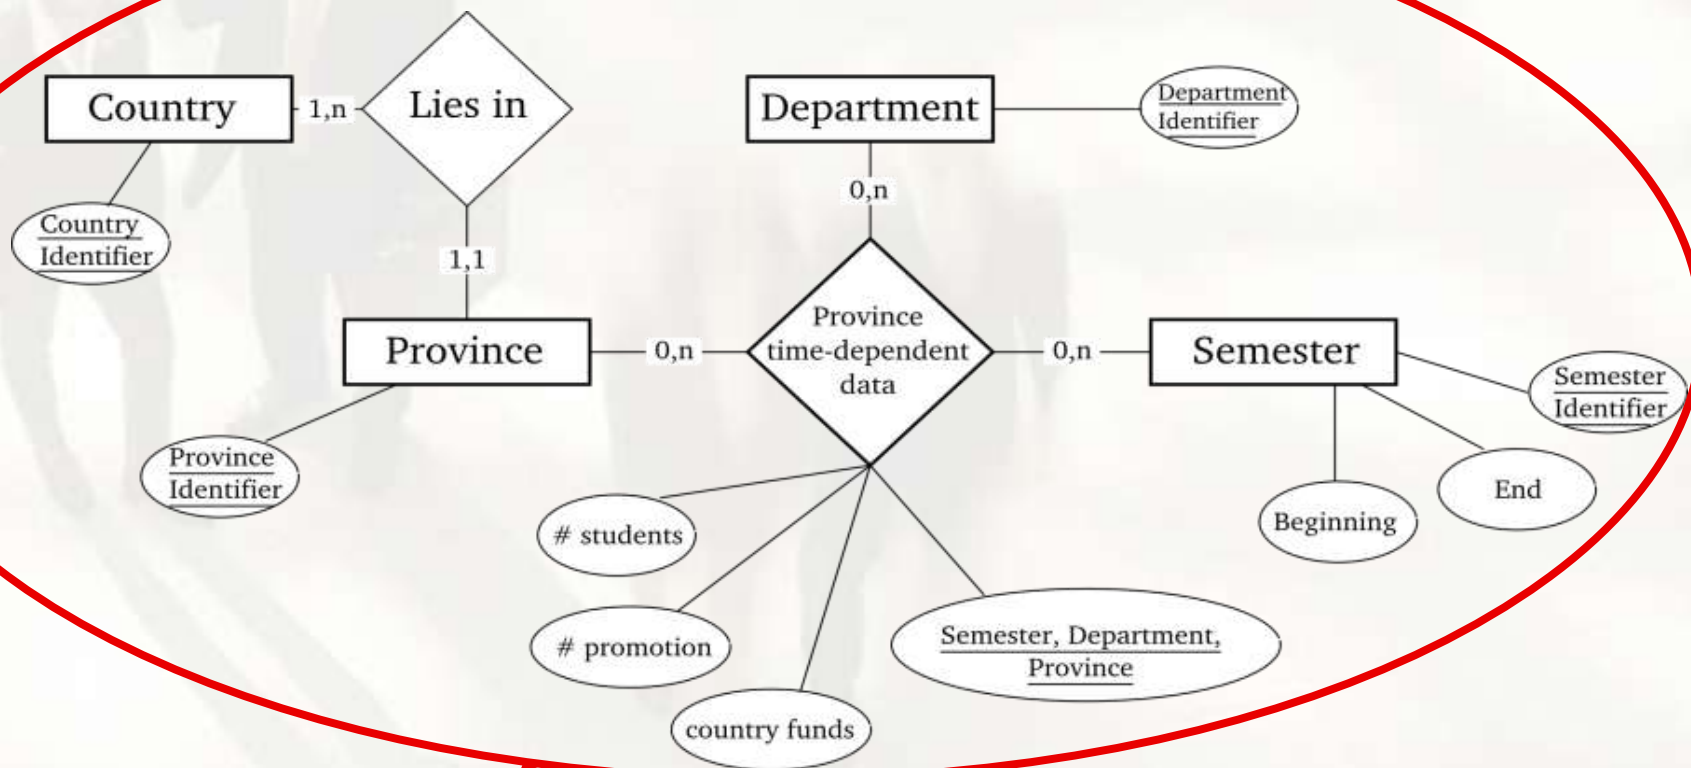 Country
1,n
Lies in
Department
Department
Identifier
0,n
Country
Identifier
1,1
Province
0,n
Province
time-dependent
data
0,n
Semester
Semester
Identifier
Province
Identifier
# students
Beginning
End
# promotion
Semester, Department,
Province
country funds